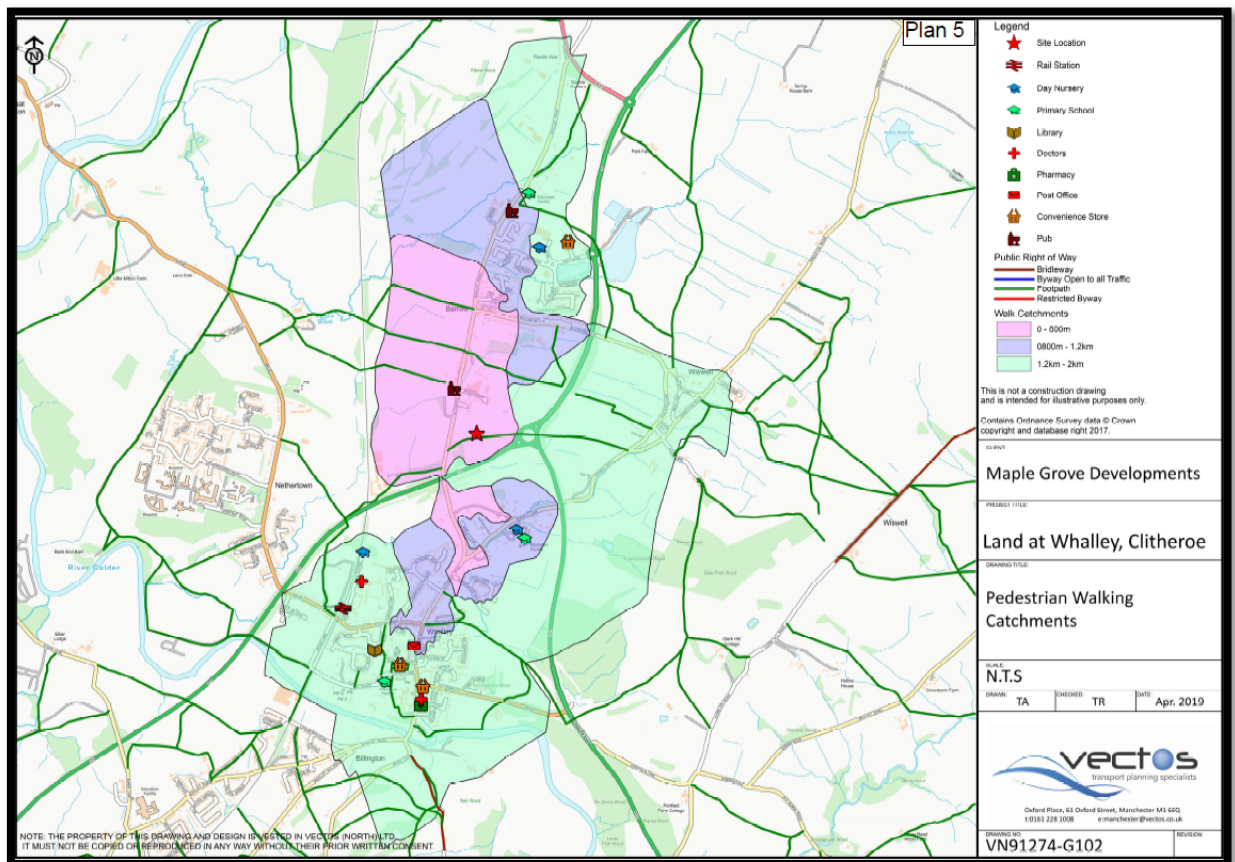 Plan 5
N
Legend
Site Location
Rail Station
Day Nursery
Primary School
Library
Doctors
Pharmacy
Post Office
Convenience Store
Pub
Public Right of Way
Bridleway
Byway Open to all Traffic
Footpath
Restricted Byway
Walk Catchments
0 - 800m
0800m - 1.2km
1.2km - 2km
This is not a construction drawing
and is intended for illustrative purposes only.
Contains Ordnance Survey data © Crown
copyright and database right 2017.
CLIENT
Maple Grove Developments
PROJECT TITLE:
Land at Whalley, Clitheroe
DRAWING TITLE:
Pedestrian Walking
Catchments
SCALE:
N.T.S
DRAWN: CHECKED: DATE:
TA TR Apr. 2019
vectos
transport planning specialists
Oxford Place, 61 Oxford Street, Manchester M1 6EQ
t:0161 228 1008 e:manchester@vectos.co.uk
DRAWING NO: REVISION:
VN91274-G102
Barrow
Wiswell
Wiswell
Nethertown
River Calder
Whalley
Billington
Little Mitton Farm
Clerk Hill Cottage
NOTE: THE PROPERTY OF THIS DRAWING AND DESIGN IS VESTED IN VECTOS (NORTH) LTD.
IT MUST NOT BE COPIED OR REPRODUCED IN ANY WAY WITHOUT THEIR PRIOR WRITTEN CONSENT.